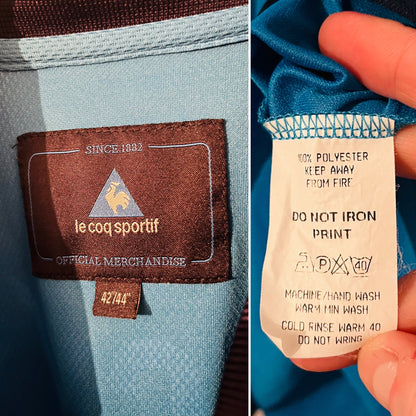 SINCE 1882
le coq sportif
OFFICIAL MERCHANDISE
42"/44"
100% POLYESTER
KEEP AWAY
FROM FIRE
DO NOT IRON
PRINT
P 40
MACHINE/HAND WASH
WARM MIN WASH
COLD RINSE WARM 40
DO NOT WRING